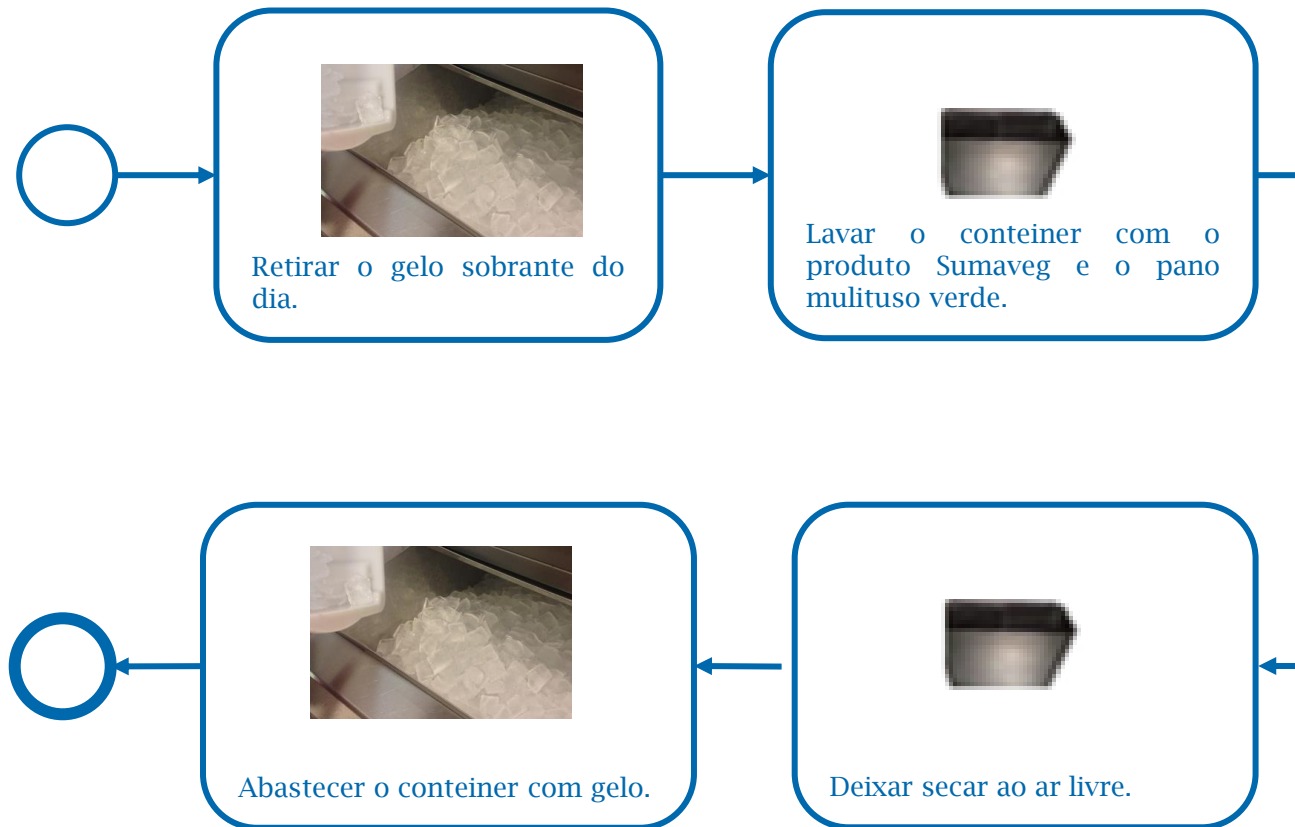 Retirar o gelo sobrante do
dia.
Lavar o conteiner com o
produto Sumaveg e o pano
mulituso verde.
Abastecer o conteiner com gelo.
Deixar secar ao ar livre.